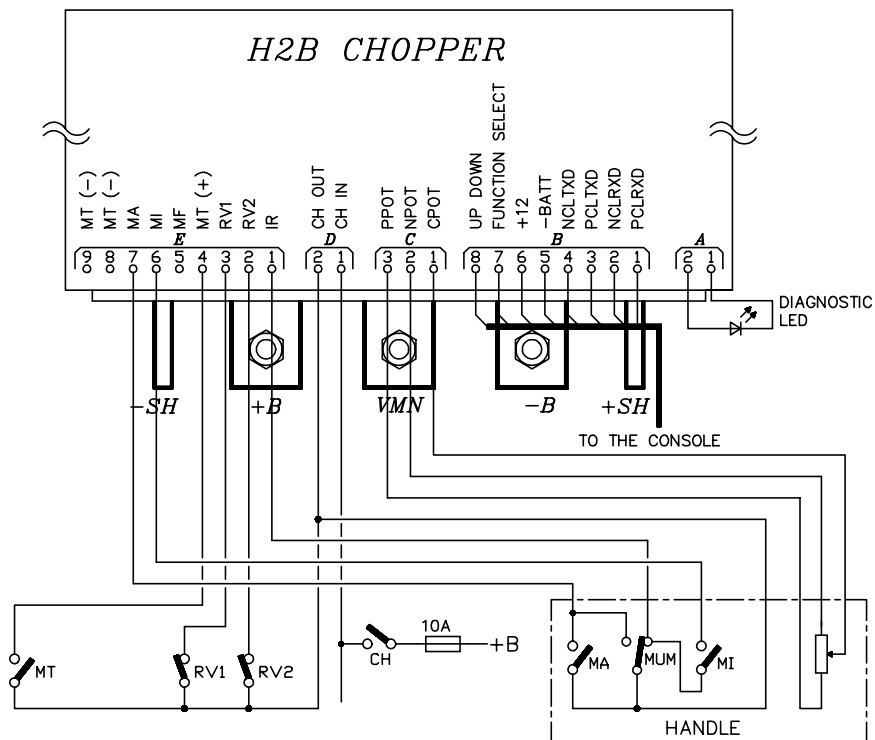 H2B CHOPPER
MT (-)
MT (-)
MA
MI
MF
MT (+)
RV1
RV2
IR
CH OUT
CH IN
PPOT
NPOT
CPOT
UP DOWN
FUNCTION SELECT
+12
-BATT
NCLTXD
PCLTXD
NCLRXD
PCLRXD
E
D
C
B
A
9 8 7 6 5 4 3 2 1
2 1
3 2 1
8 7 6 5 4 3 2 1
2 1
DIAGNOSTIC
LED
-SH
+B
VMN
-B
+SH
TO THE CONSOLE
10A
+B
CH
MT
RV1
RV2
MA
MUM
MI
HANDLE